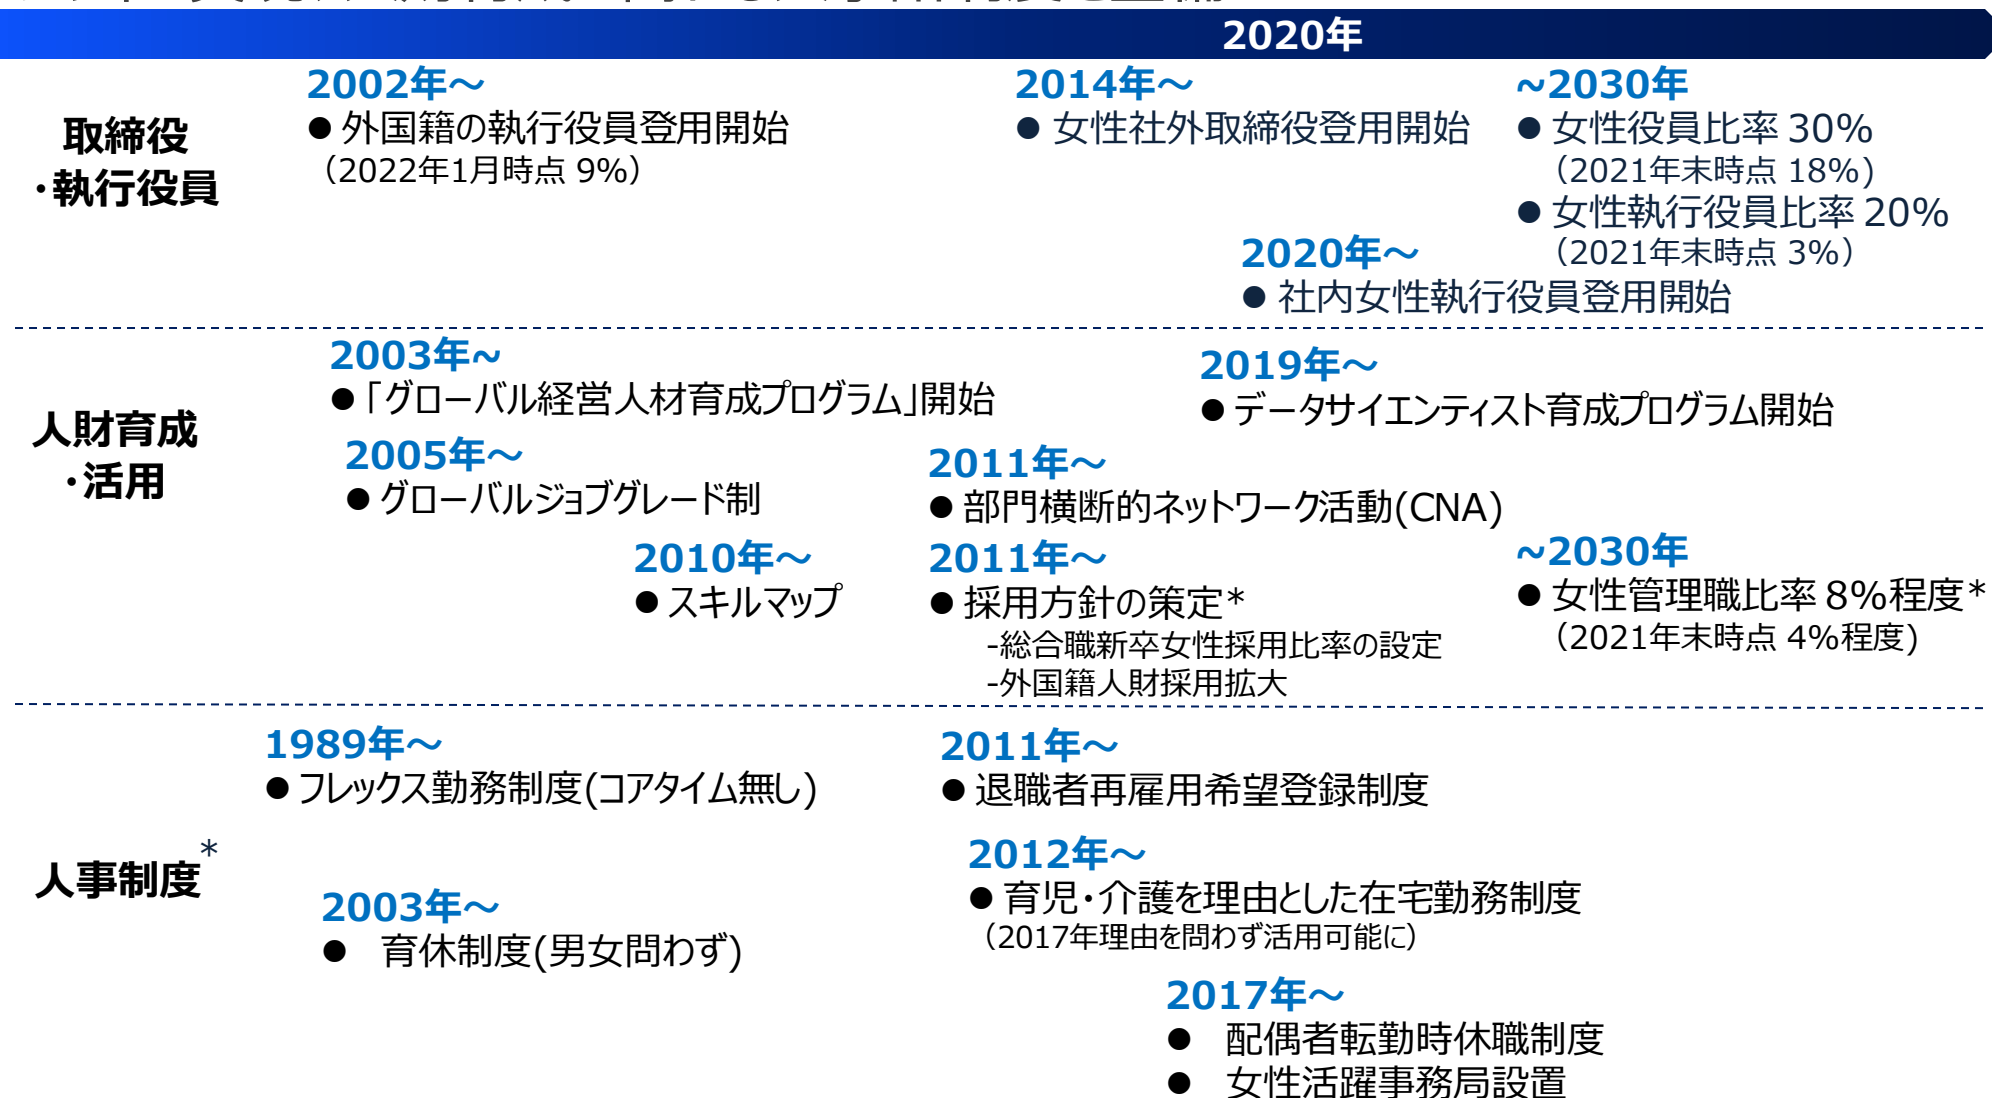 2020年
取締役
・執行役員
2002年～
● 外国籍の執行役員登用開始
（2022年1月時点 9%）
2014年～
● 女性社外取締役登用開始
~2030年
● 女性役員比率 30%
（2021年末時点 18%)
● 女性執行役員比率 20%
（2021年末時点 3%）
2020年～
● 社内女性執行役員登用開始
人財育成
・活用
2003年~
●「グローバル経営人材育成プログラム」開始
2019年～
● データサイエンティスト育成プログラム開始
2005年～
● グローバルジョブグレード制
2011年～
● 部門横断的ネットワーク活動(CNA)
2010年～
● スキルマップ
2011年～
● 採用方針の策定*
-総合職新卒女性採用比率の設定
-外国籍人財採用拡大
~2030年
● 女性管理職比率 8%程度*
（2021年末時点 4%程度)
人事制度*
1989年～
● フレックス勤務制度(コアタイム無し)
2011年～
● 退職者再雇用希望登録制度
2003年～
● 育休制度(男女問わず)
2012年～
● 育児・介護を理由とした在宅勤務制度
（2017年理由を問わず活用可能に）
2017年～
● 配偶者転勤時休職制度
● 女性活躍事務局設置